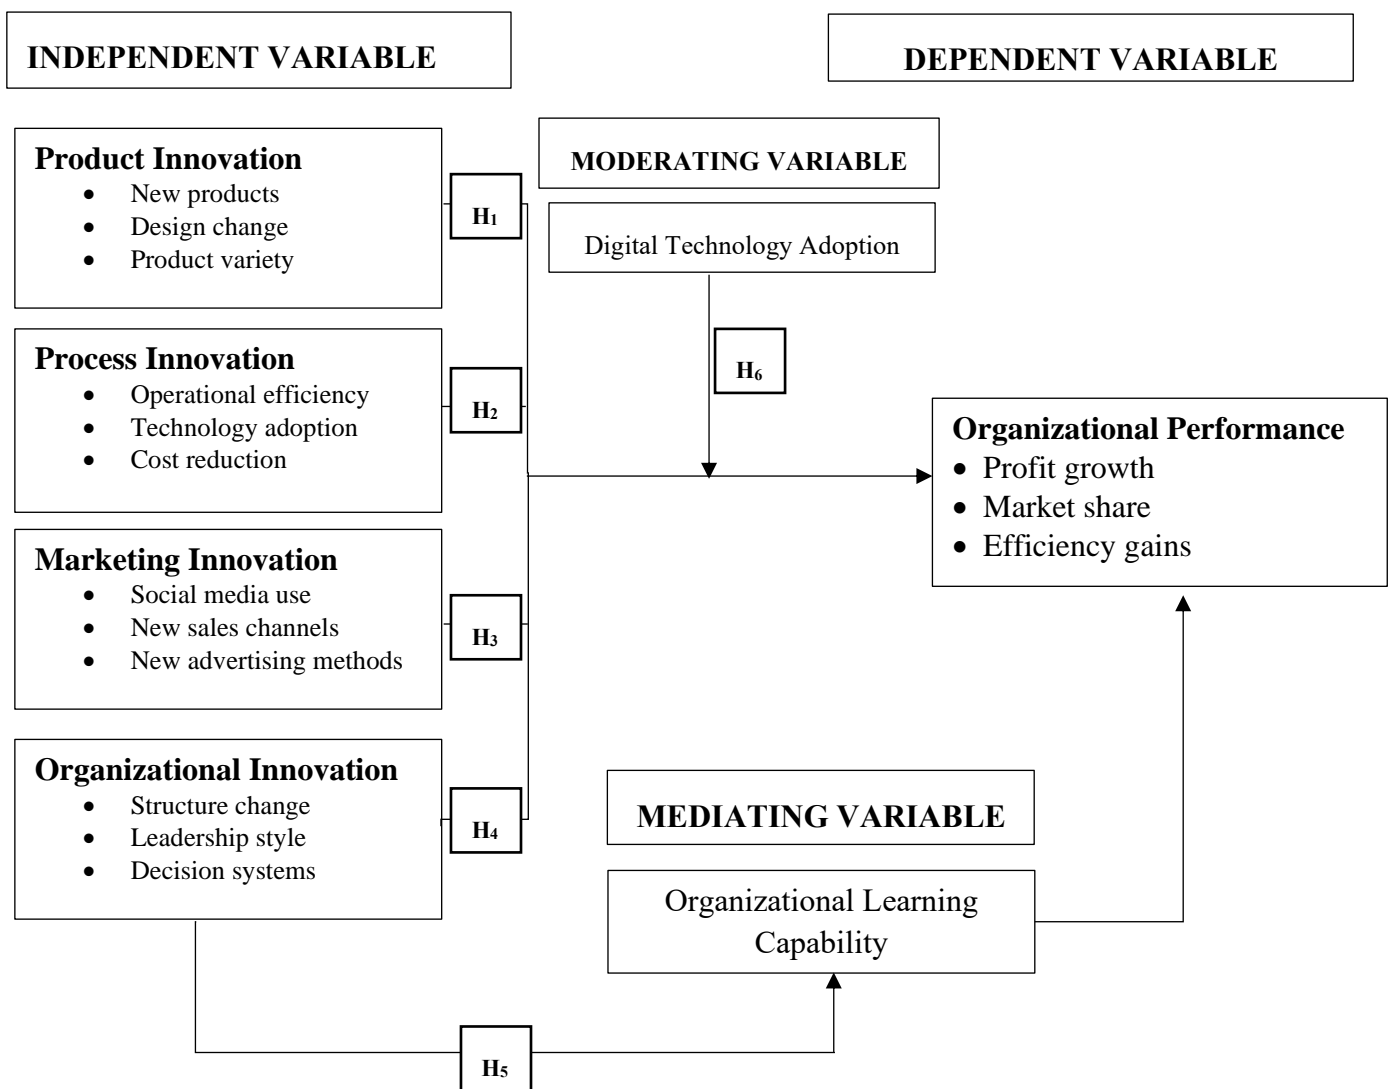 INDEPENDENT VARIABLE
DEPENDENT VARIABLE
Product Innovation
• New products
• Design change
• Product variety
H₁
MODERATING VARIABLE
Digital Technology Adoption
H₆
Process Innovation
• Operational efficiency
• Technology adoption
• Cost reduction
H₂
Organizational Performance
• Profit growth
• Market share
• Efficiency gains
Marketing Innovation
• Social media use
• New sales channels
• New advertising methods
H₃
Organizational Innovation
• Structure change
• Leadership style
• Decision systems
H₄
MEDIATING VARIABLE
Organizational Learning
Capability
H₅